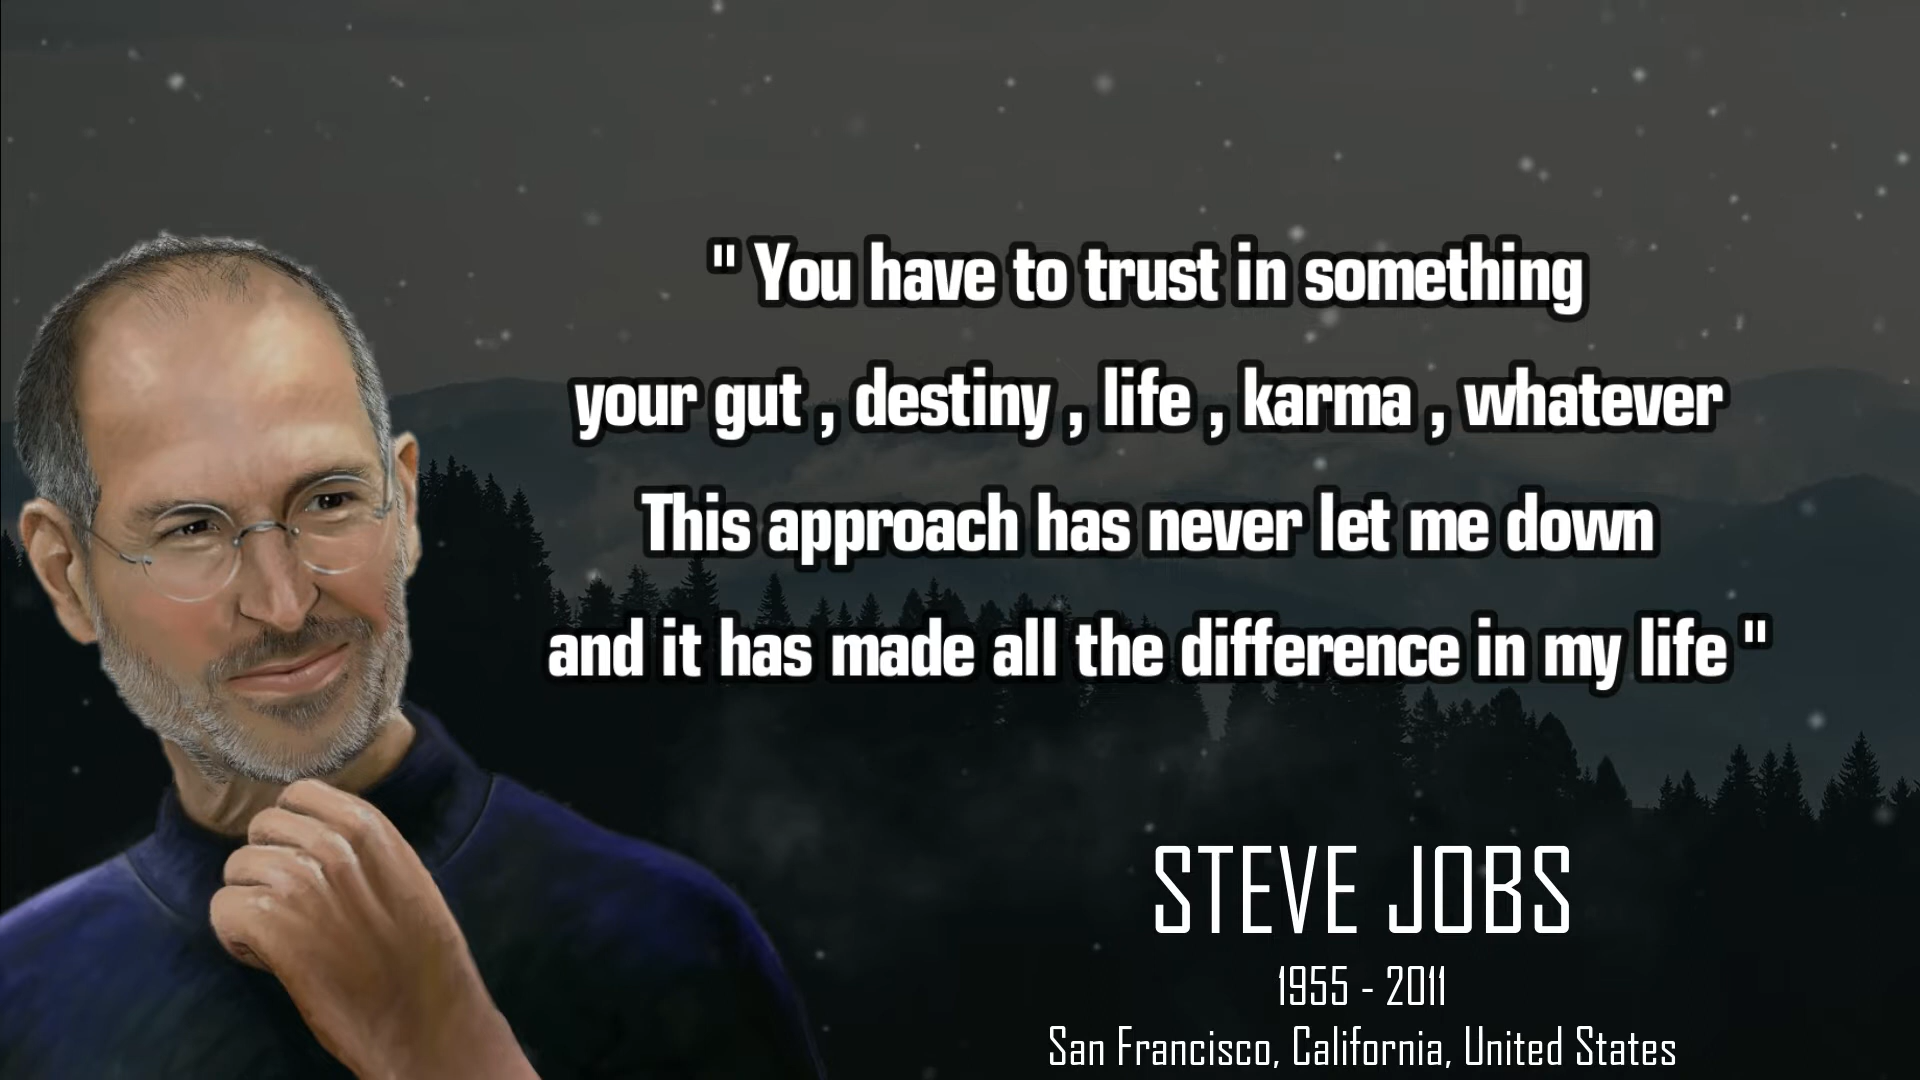 " You have to trust in something
your gut , destiny , life , karma , whatever
This approach has never let me down
and it has made all the difference in my life "
STEVE JOBS
1955 - 2011
San Francisco, California, United States